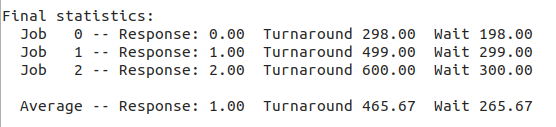 Final statistics:
  Job   0 -- Response: 0.00  Turnaround 298.00  Wait 198.00
  Job   1 -- Response: 1.00  Turnaround 499.00  Wait 299.00
  Job   2 -- Response: 2.00  Turnaround 600.00  Wait 300.00

  Average -- Response: 1.00  Turnaround 465.67  Wait 265.67